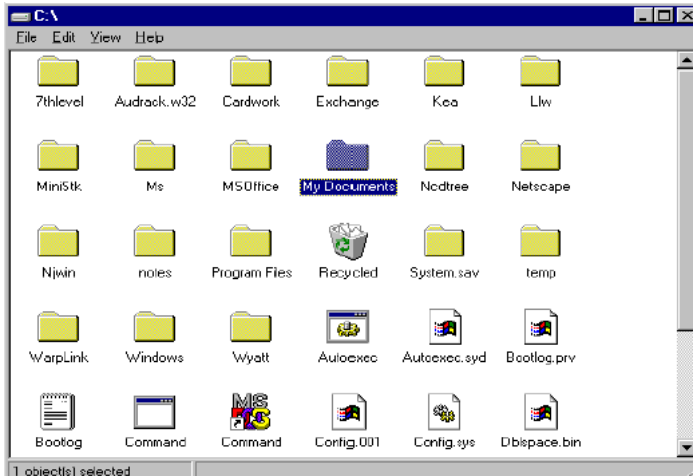 C:\
File Edit View Help
7thlevel Audrack.w32 Cardwork Exchange Kea Llw
MiniStk Ms MSOffice My Documents Ncdtree Netscape
Njwin notes Program Files Recycled System.sav temp
WarpLink Windows Wyatt Autoexec Autoexec.syd Bootlog.prv
MS
Bootlog Command Command Config.001 Config.sys Dblspace.bin
1 object(s) selected